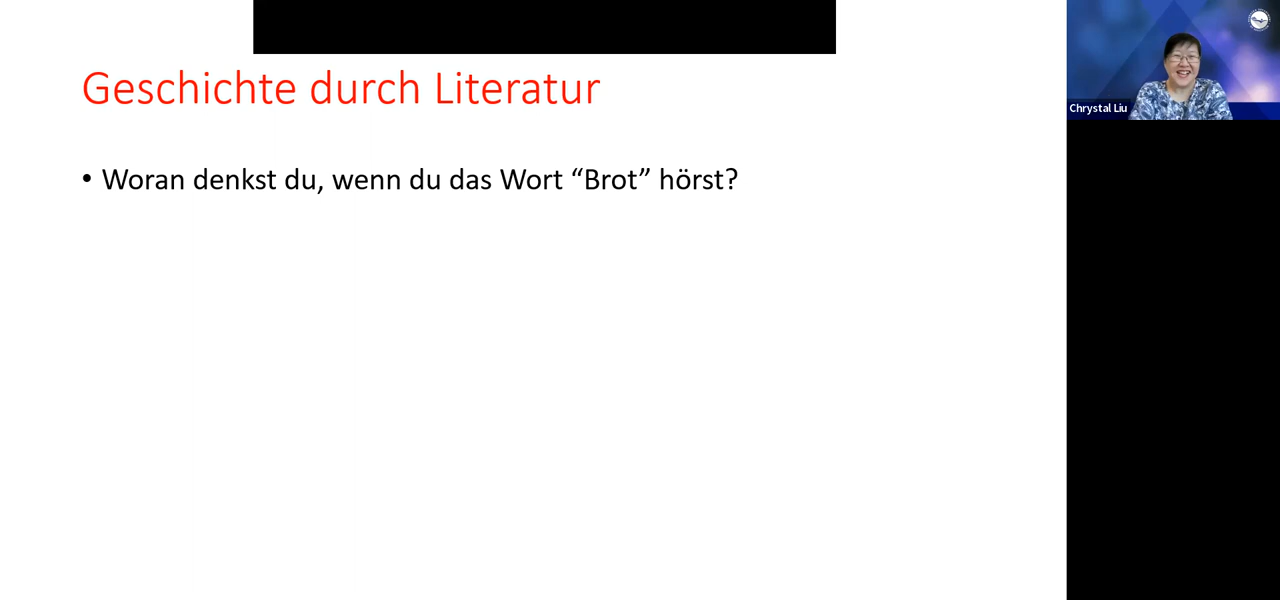 Geschichte durch Literatur
• Woran denkst du, wenn du das Wort “Brot” hörst?
Chrystal Liu